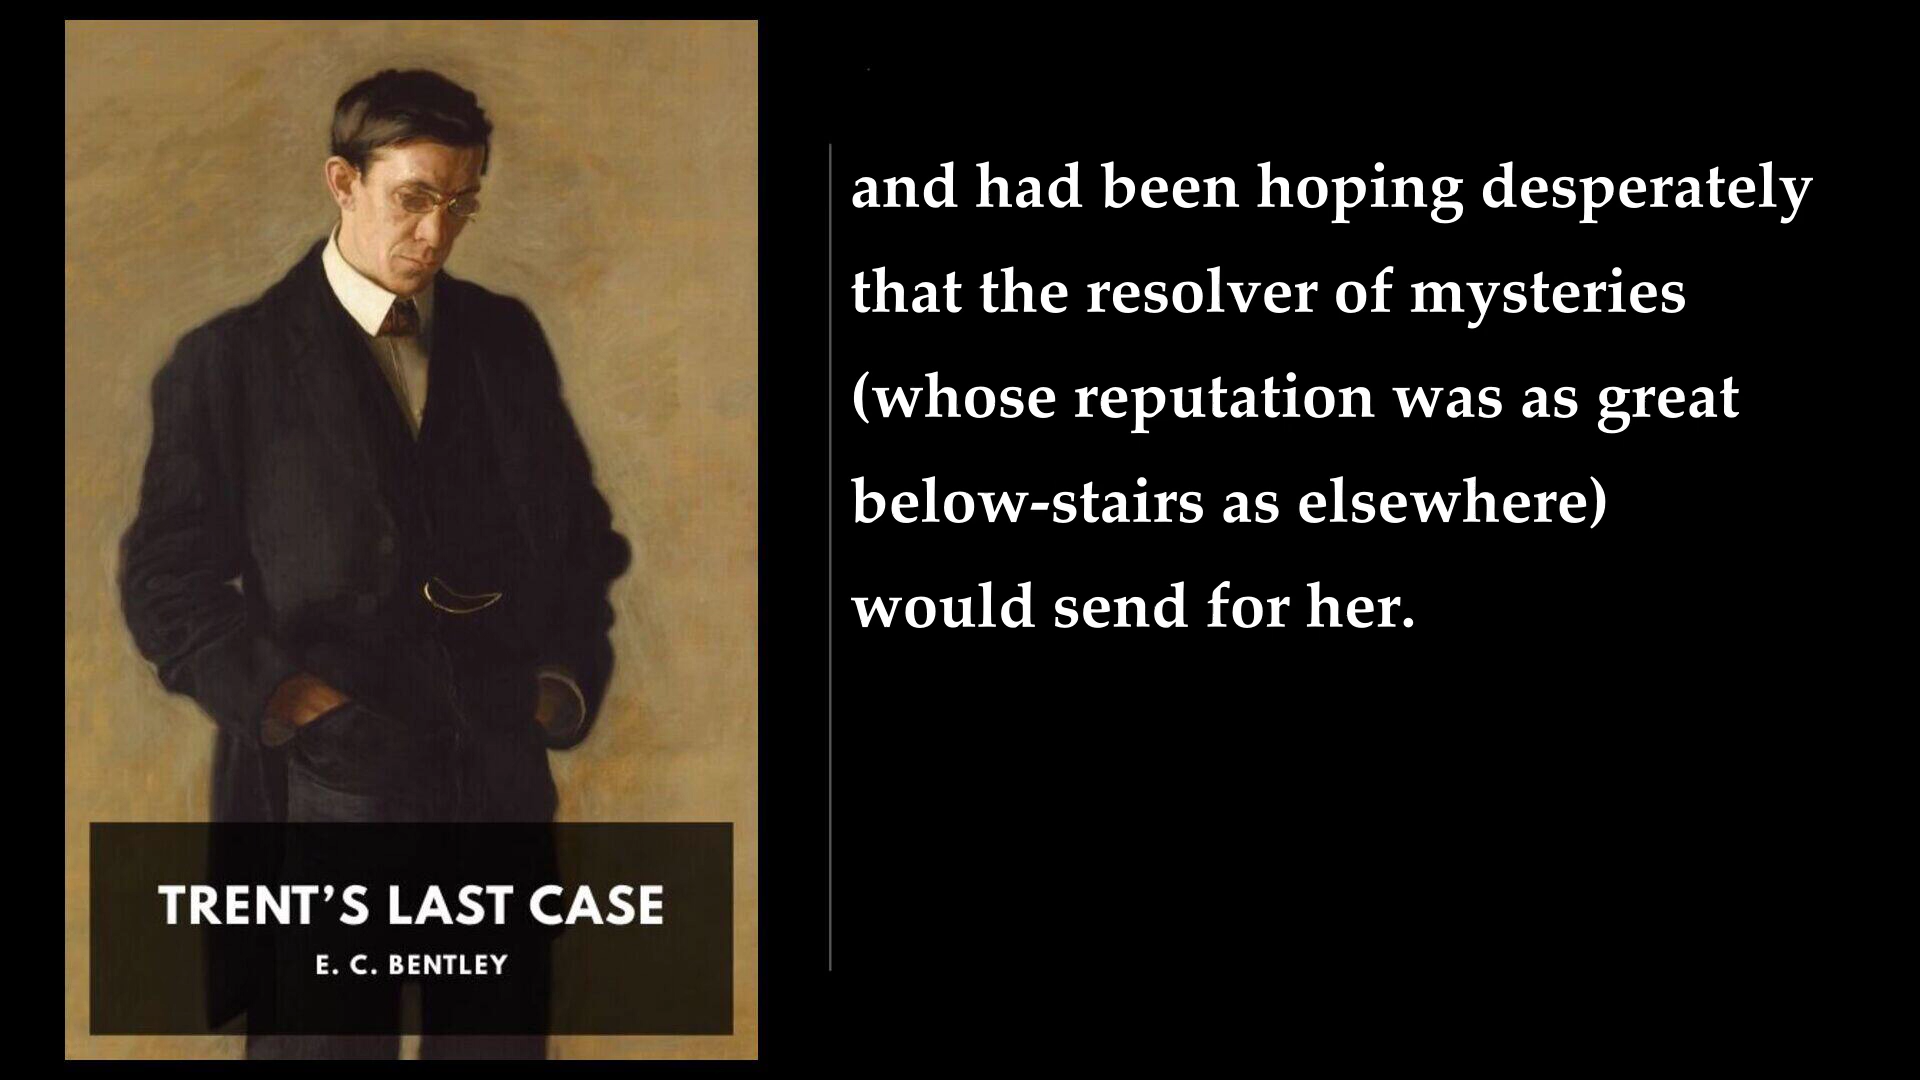 TRENT’S LAST CASE
E. C. BENTLEY
and had been hoping desperately
that the resolver of mysteries
(whose reputation was as great
below-stairs as elsewhere)
would send for her.